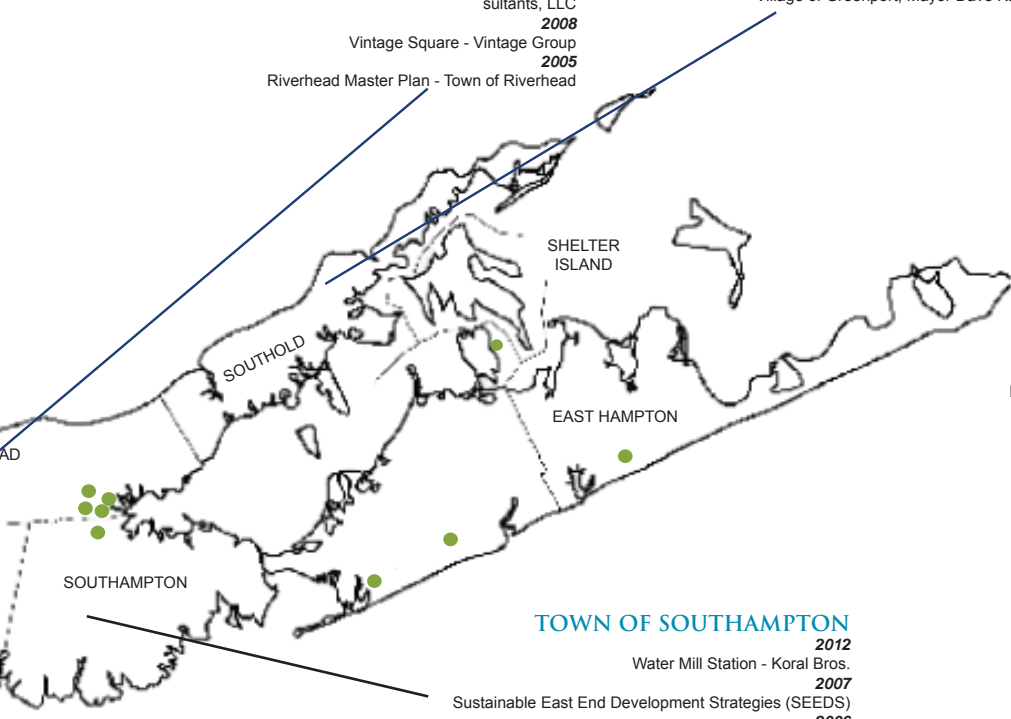 sultants, LLC
2008
Vintage Square - Vintage Group
2005
Riverhead Master Plan - Town of Riverhead
SHELTER
ISLAND
SOUTHOLD
EAST HAMPTON
AD
SOUTHAMPTON
TOWN OF SOUTHAMPTON
2012
Water Mill Station - Koral Bros.
2007
Sustainable East End Development Strategies (SEEDS)